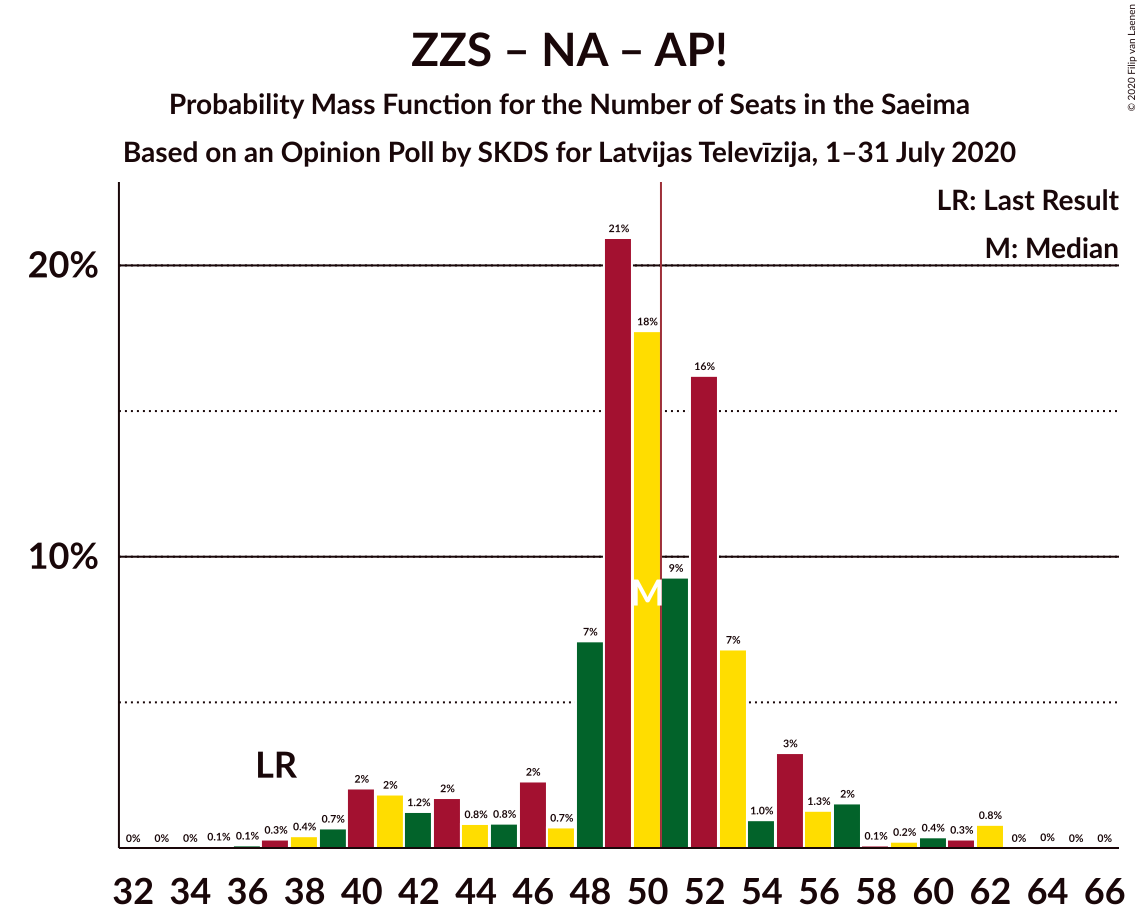 ZZS – NA – AP!
Probability Mass Function for the Number of Seats in the Saeima
Based on an Opinion Poll by SKDS for Latvijas Televīzija, 1–31 July 2020
© 2020 Filip van Laenen
LR: Last Result
M: Median
20%
10%
0% 0% 0% 0.1% 0.1% 0.3% 0.4% 0.7% 2% 2% 1.2% 2% 0.8% 0.8% 2% 0.7% 7% 21% 18% 9% 16% 7% 1.0% 3% 1.3% 2% 0.1% 0.2% 0.4% 0.3% 0.8% 0% 0% 0% 0%
M
LR
32 34 36 38 40 42 44 46 48 50 52 54 56 58 60 62 64 66